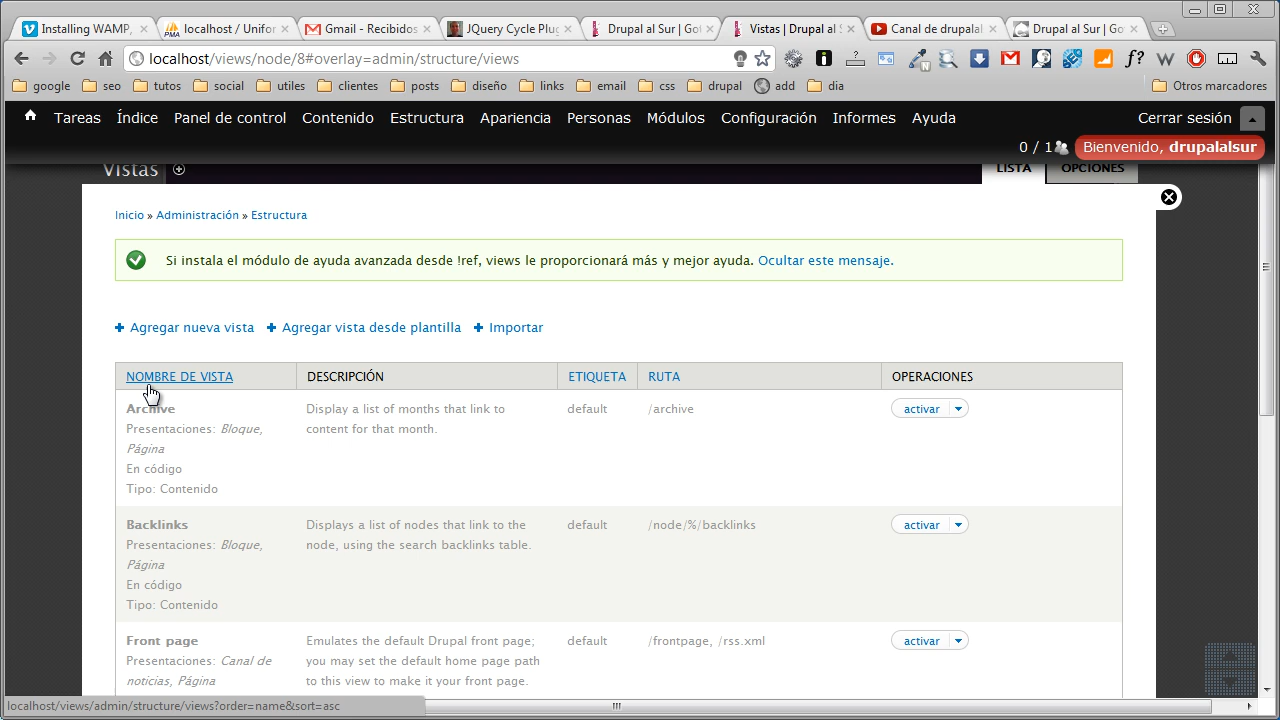 Installing WAMP,
localhost / Unifor
Gmail - Recibidos
JQuery Cycle Plug
Drupal al Sur | Got
Vistas | Drupal al S
Canal de drupalal
Drupal al Sur | Go
localhost/views/node/8#overlay=admin/structure/views
google seo tutos social utiles clientes posts diseño links email css drupal add dia Otros marcadores
Tareas Índice Panel de control Contenido Estructura Apariencia Personas Módulos Configuración Informes Ayuda Cerrar sesión
0 / 1 Bienvenido, drupalalsur
Vistas LISTA OPCIONES
Inicio » Administración » Estructura
Si instala el módulo de ayuda avanzada desde !ref, views le proporcionará más y mejor ayuda. Ocultar este mensaje.
Agregar nueva vista Agregar vista desde plantilla Importar
NOMBRE DE VISTA DESCRIPCIÓN ETIQUETA RUTA OPERACIONES
Archive Display a list of months that link to default /archive activar
Presentaciones: Bloque, content for that month.
Página
En código
Tipo: Contenido
Backlinks Displays a list of nodes that link to the default /node/%/backlinks activar
Presentaciones: Bloque, node, using the search backlinks table.
Página
En código
Tipo: Contenido
Front page Emulates the default Drupal front page; default /frontpage, /rss.xml activar
Presentaciones: Canal de you may set the default home page path
noticias, Página to this view to make it your front page.
localhost/views/admin/structure/views?order=name&sort=asc